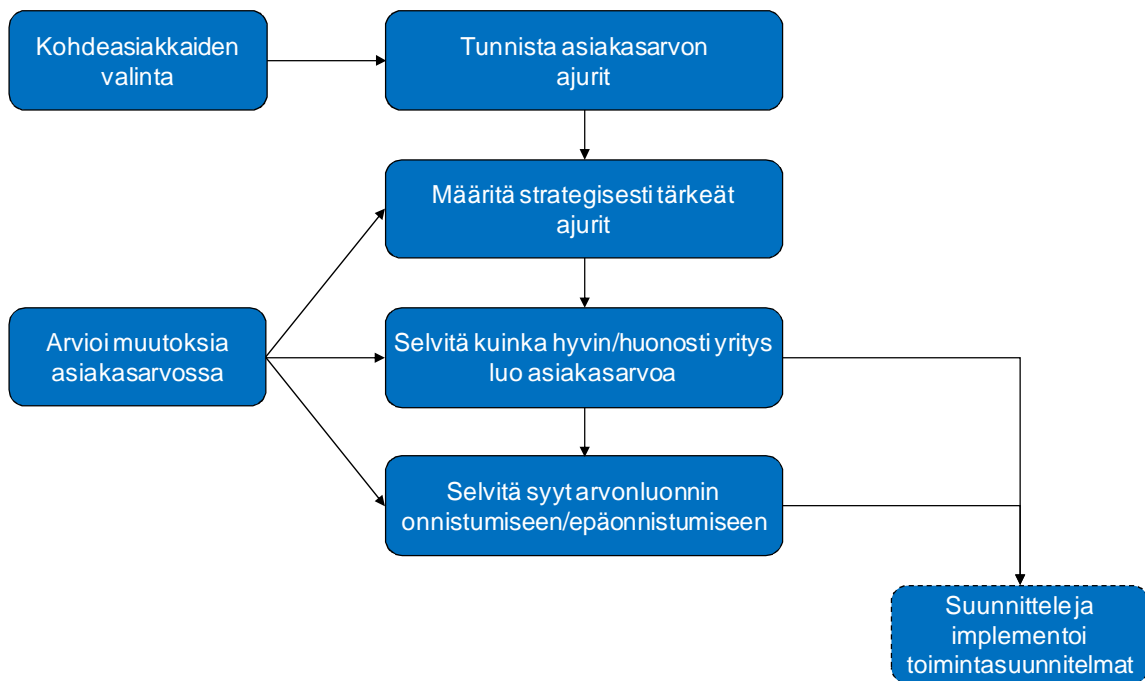 Kohdeasiakkaiden
valinta
Tunnista asiakasarvon
ajurit
Määritä strategisesti tärkeät
ajurit
Arvioi muutoksia
asiakasarvossa
Selvitä kuinka hyvin/huonosti yritys
luo asiakasarvoa
Selvitä syyt arvonluonnin
onnistumiseen/epäonnistumiseen
Suunnittele ja
implementoi
toimintasuunnitelmat